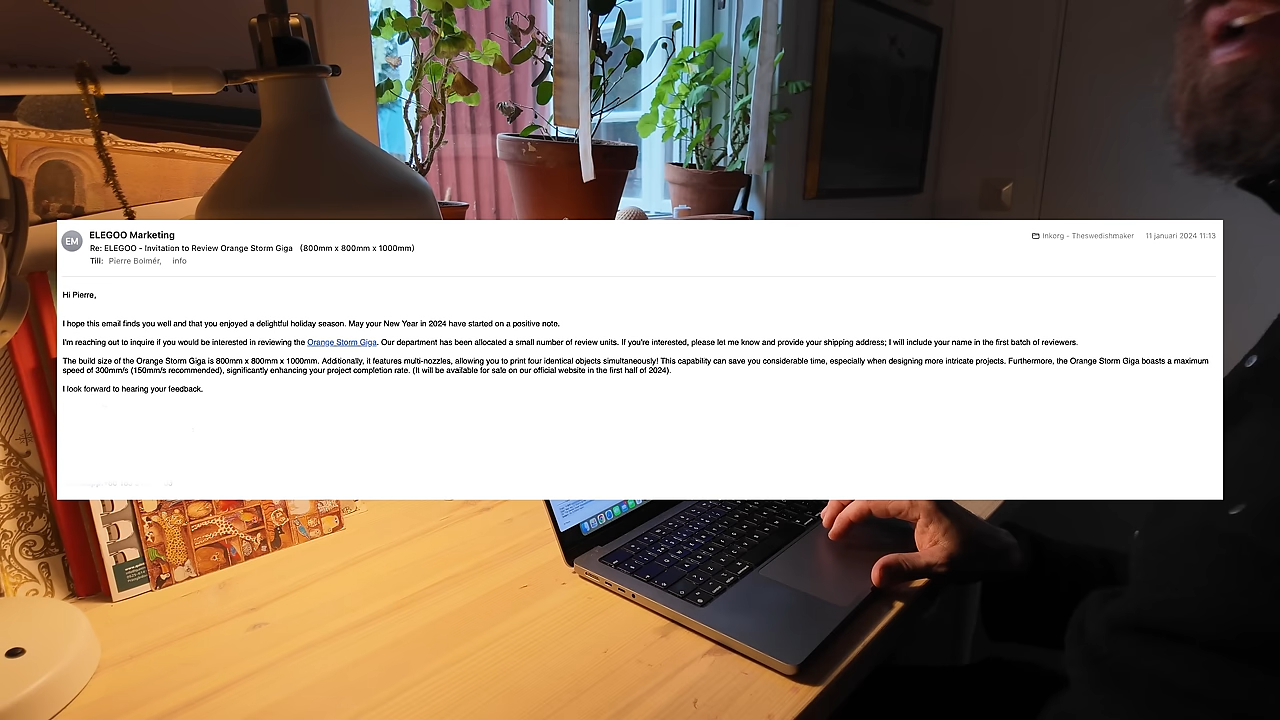 EM
ELEGOO Marketing
Inkorg - Theswedishmaker 11 januari 2024 11:13
Re: ELEGOO - Invitation to Review Orange Storm Giga (800mm x 800mm x 1000mm)
Till: Pierre Bolmér, info
Hi Pierre,
I hope this email finds you well and that you enjoyed a delightful holiday season. May your New Year in 2024 have started on a positive note.
I'm reaching out to inquire if you would be interested in reviewing the Orange Storm Giga. Our department has been allocated a small number of review units. If you're interested, please let me know and provide your shipping address; I will include your name in the first batch of reviewers.
The build size of the Orange Storm Giga is 800mm x 800mm x 1000mm. Additionally, it features multi-nozzles, allowing you to print four identical objects simultaneously! This capability can save you considerable time, especially when designing more intricate projects. Furthermore, the Orange Storm Giga boasts a maximum
speed of 300mm/s (150mm/s recommended), significantly enhancing your project completion rate. (It will be available for sale on our official website in the first half of 2024).
I look forward to hearing your feedback.